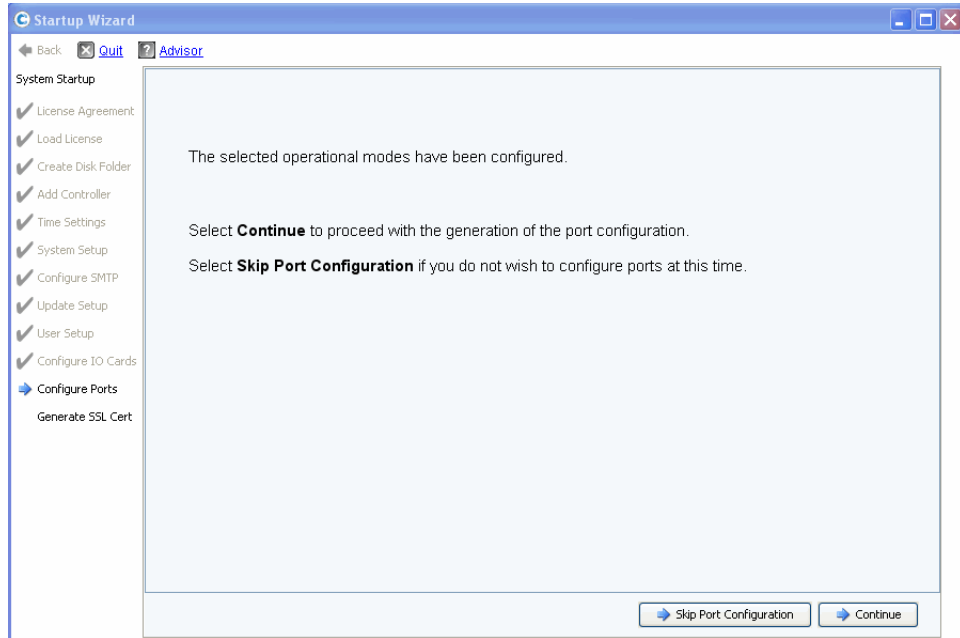 Startup Wizard
Back Quit ? Advisor
System Startup
License Agreement
Load License
Create Disk Folder
Add Controller
Time Settings
System Setup
Configure SMTP
Update Setup
User Setup
Configure IO Cards
Configure Ports
Generate SSL Cert
The selected operational modes have been configured.
Select Continue to proceed with the generation of the port configuration.
Select Skip Port Configuration if you do not wish to configure ports at this time.
Skip Port Configuration Continue